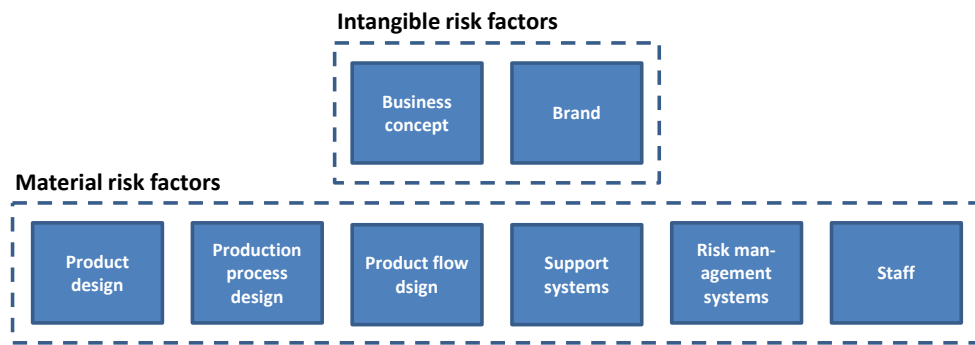 Intangible risk factors
Business
concept
Brand
Material risk factors
Product
design
Production
process
design
Product flow
dsign
Support
systems
Risk man-
agement
systems
Staff